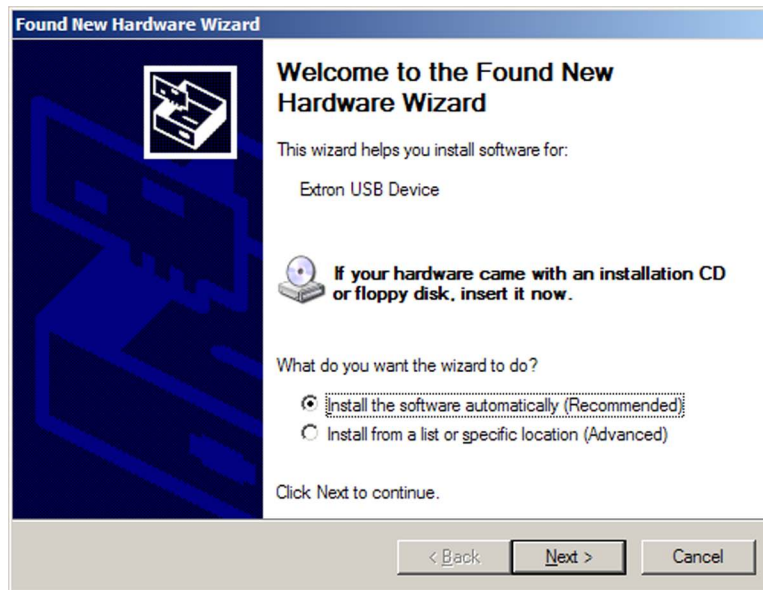 Found New Hardware Wizard
Welcome to the Found New
Hardware Wizard
This wizard helps you install software for:
Extron USB Device
If your hardware came with an installation CD
or floppy disk, insert it now.
What do you want the wizard to do?
Install the software automatically (Recommended)
Install from a list or specific location (Advanced)
Click Next to continue.
< Back Next > Cancel